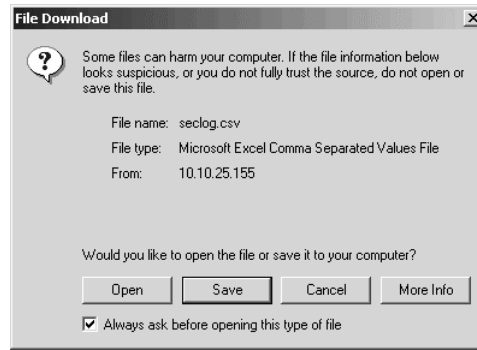 File Download
Some files can harm your computer. If the file information below
looks suspicious, or you do not fully trust the source, do not open or
save this file.
File name: seclog.csv
File type: Microsoft Excel Comma Separated Values File
From: 10.10.25.155
Would you like to open the file or save it to your computer?
Open Save Cancel More Info
Always ask before opening this type of file